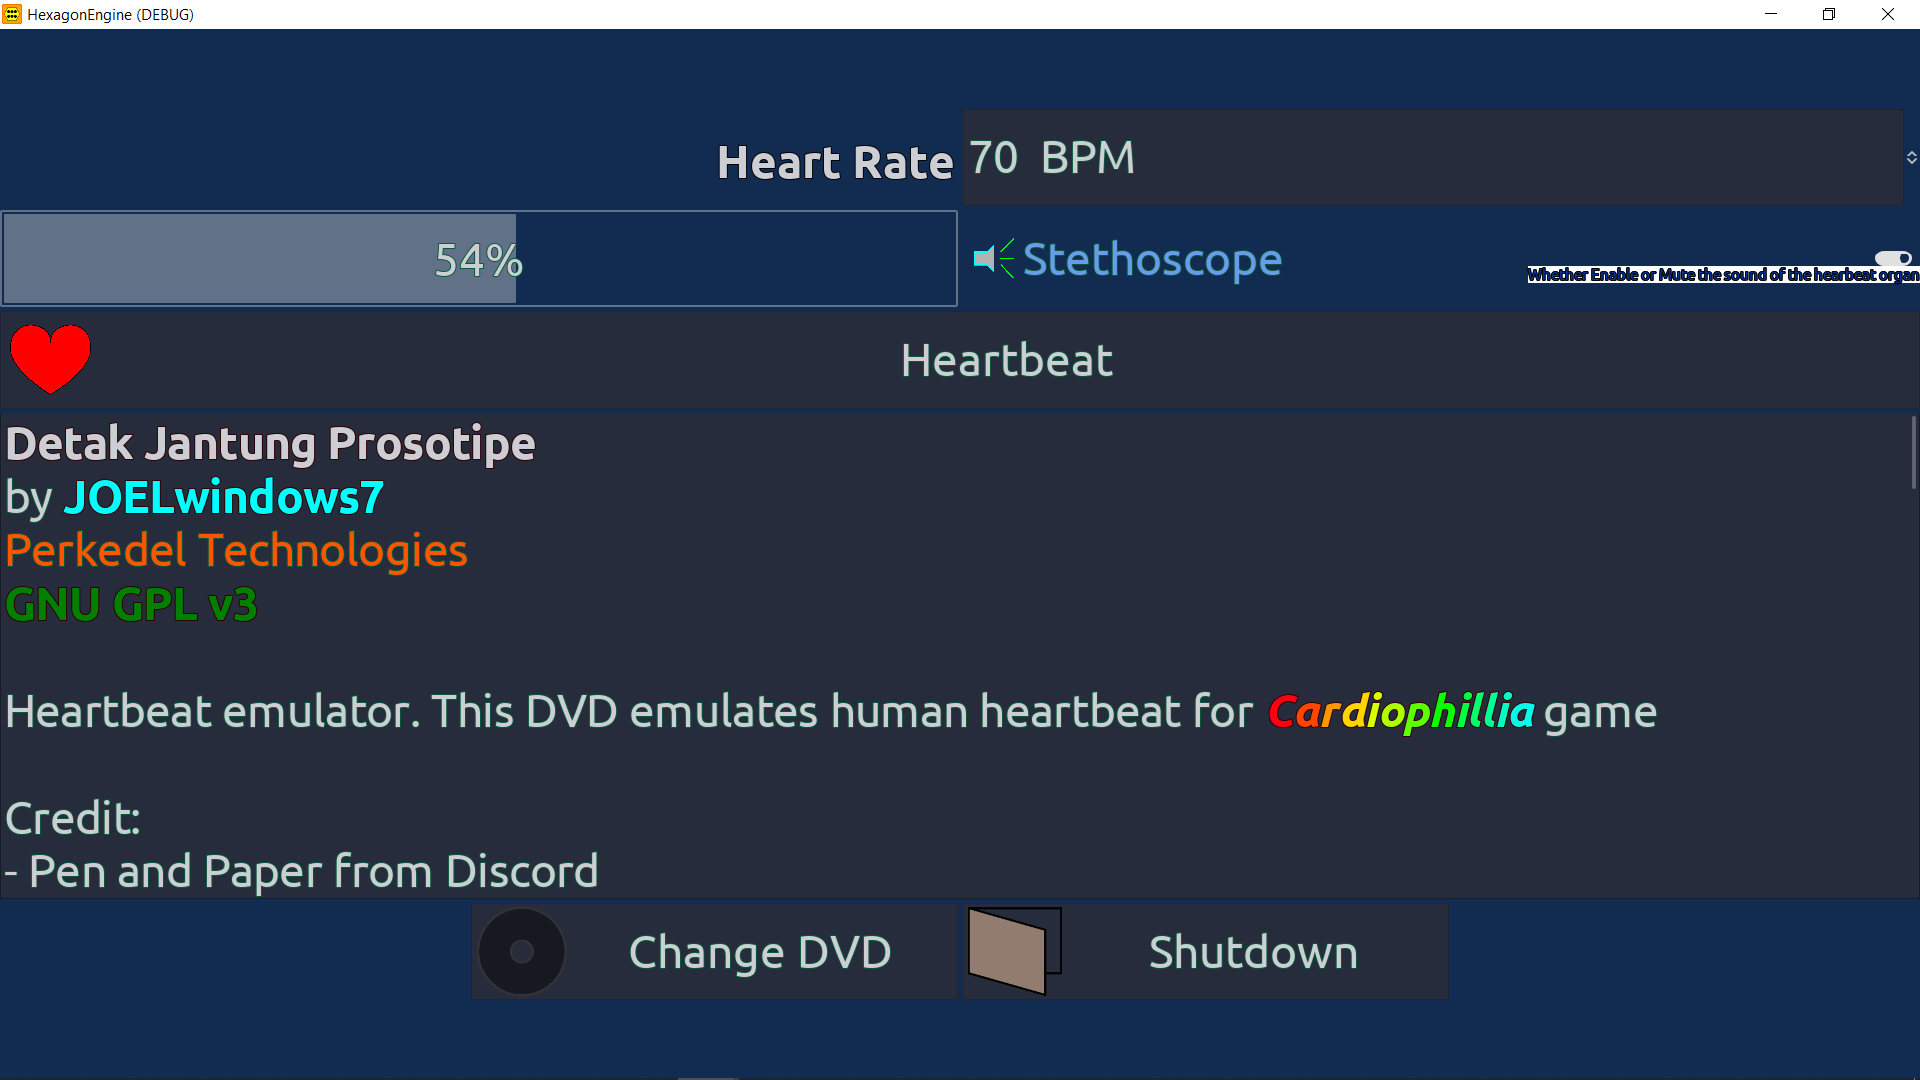 HexagonEngine (DEBUG)
Heart Rate 70 BPM
54% Stethoscope
Whether Enable or Mute the sound of the hearbeat organ
Heartbeat
Detak Jantung Prosotipe
by JOELwindows7
Perkedel Technologies
GNU GPL v3
Heartbeat emulator. This DVD emulates human heartbeat for Cardiophillia game
Credit:
- Pen and Paper from Discord
Change DVD Shutdown